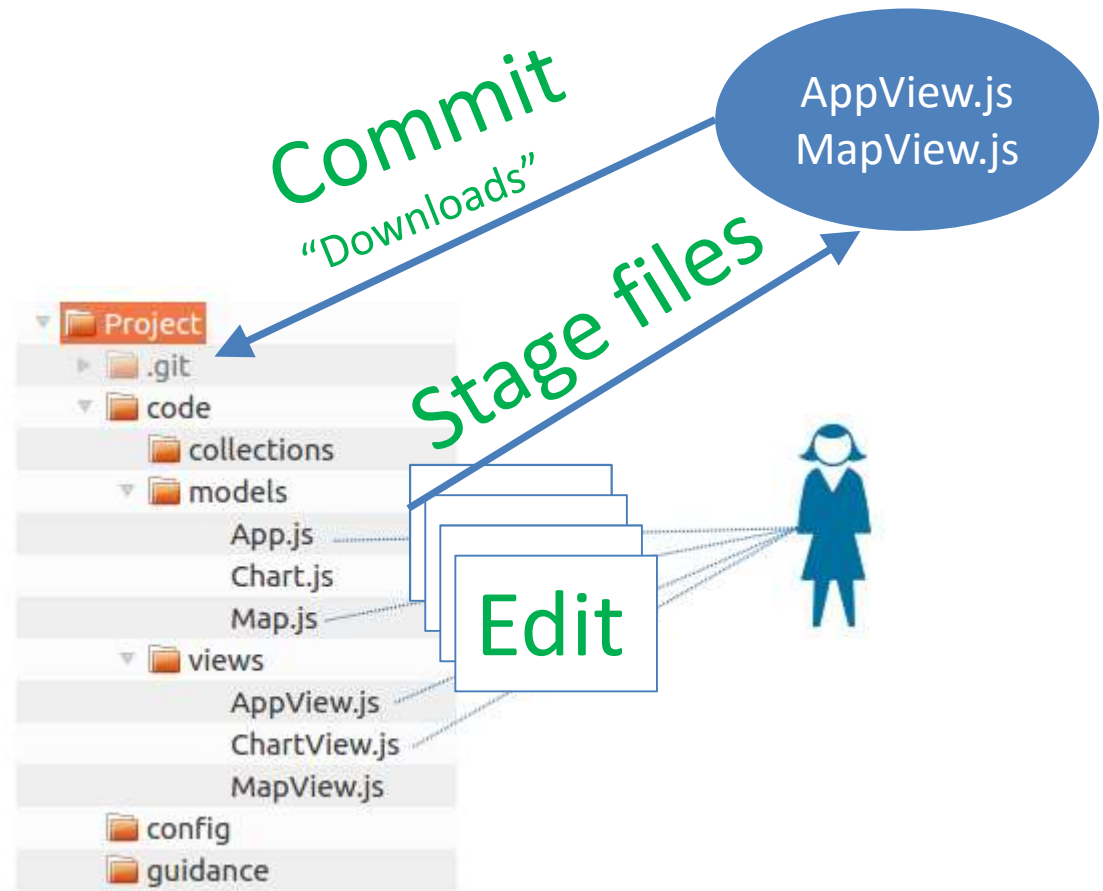 Commit
“Downloads”
AppView.js
MapView.js
Stage files
Project
.git
code
collections
models
App.js
Chart.js
Map.js
Edit
views
AppView.js
ChartView.js
MapView.js
config
guidance